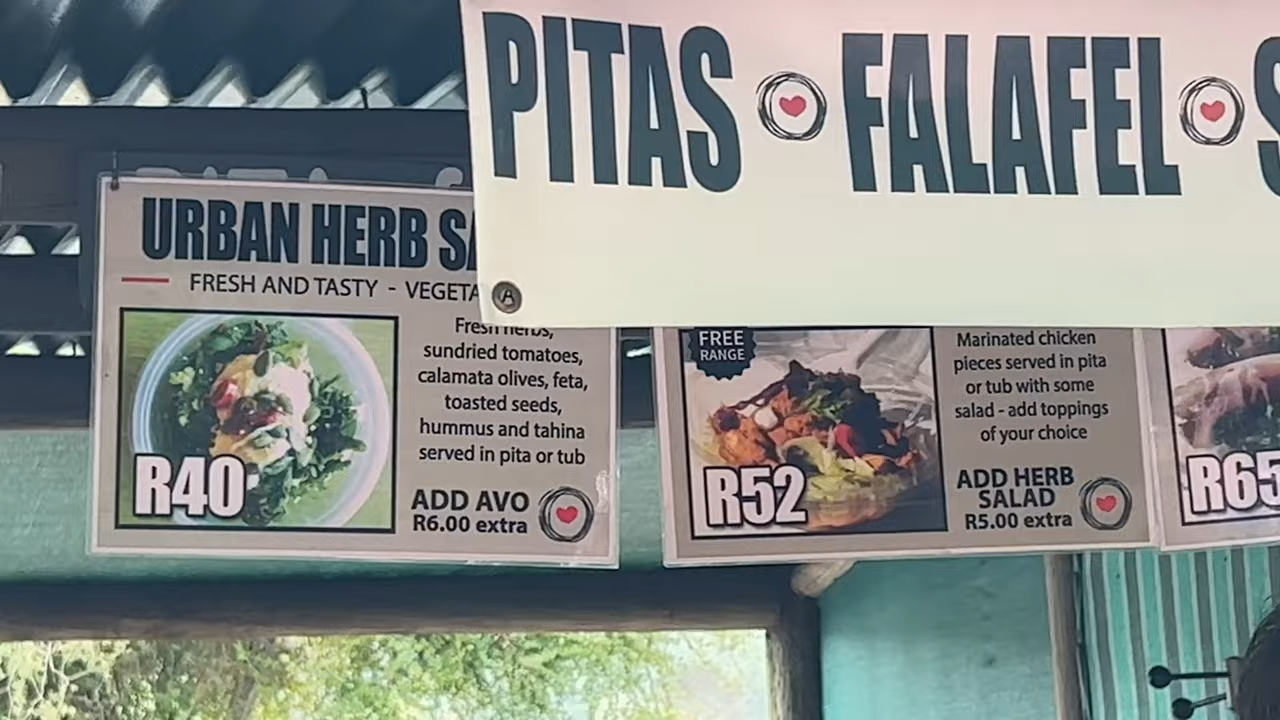 PITAS FALAFEL
URBAN HERB
FRESH AND TASTY -
Fresh herbs,
sundried tomatoes,
calamata olives, feta,
toasted seeds,
hummus and tahina
served in pita or tub
R40
ADD AVO
R6.00 extra
FREE
RANGE
Marinated chicken
pieces served in pita
or tub with some
salad - add toppings
of your choice
R52
ADD HERB
SALAD
R5.00 extra
R65